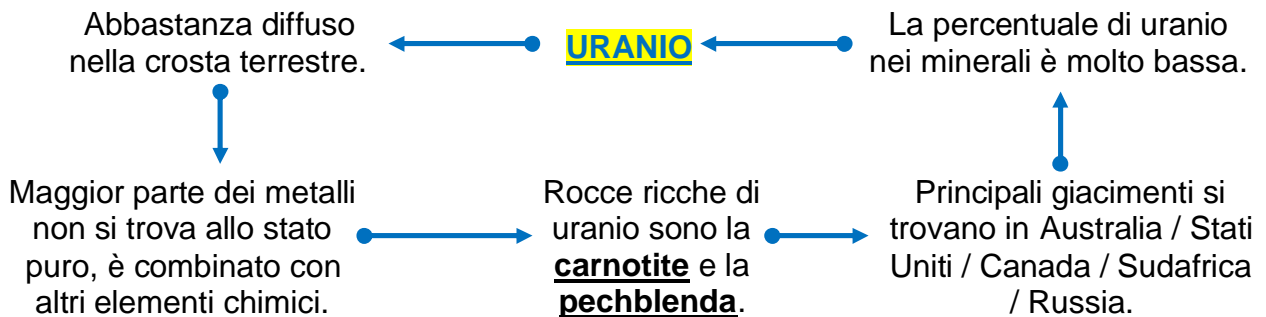 Abbastanza diffuso
nella crosta terrestre.
URANIO
La percentuale di uranio
nei minerali è molto bassa.
Maggior parte dei metalli
non si trova allo stato
puro, è combinato con
altri elementi chimici.
Rocce ricche di
uranio sono la
carnotite e la
pechblenda.
Principali giacimenti si
trovano in Australia / Stati
Uniti / Canada / Sudafrica
/ Russia.